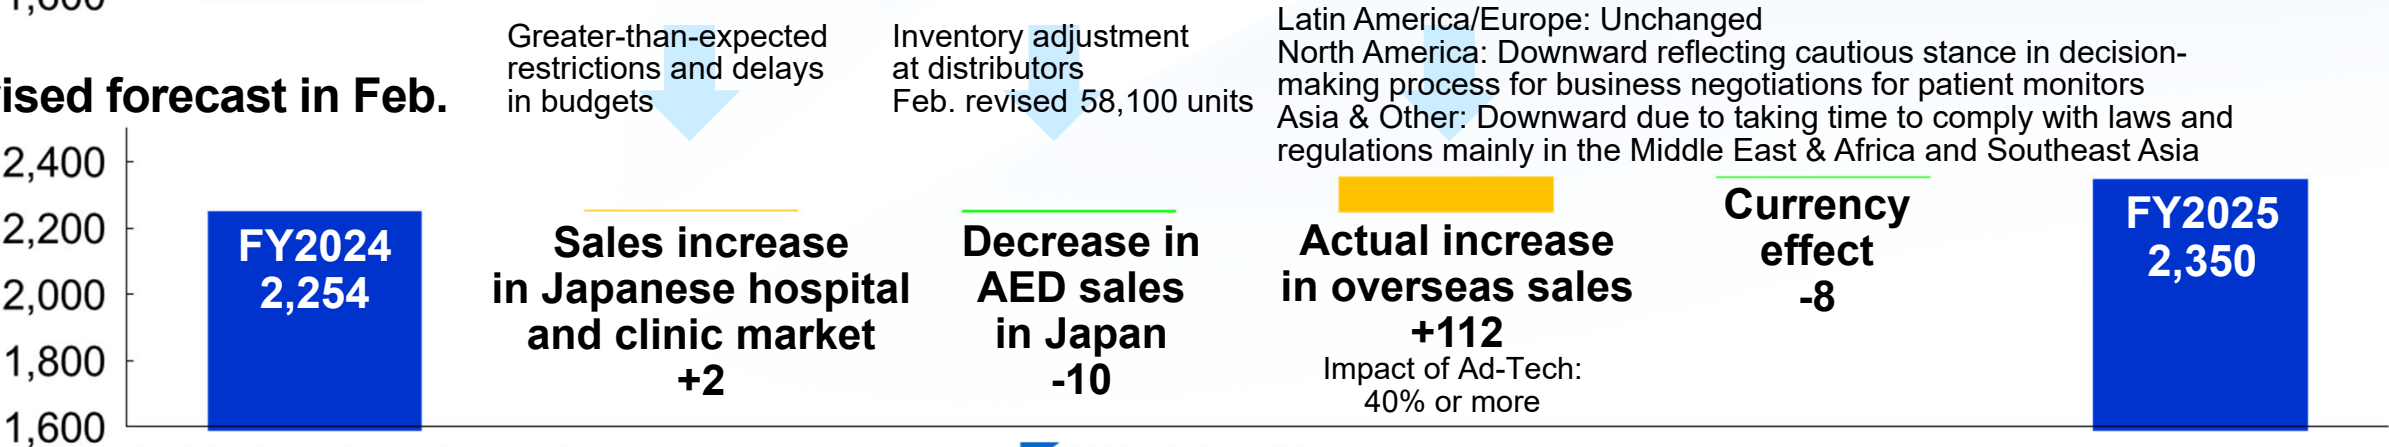 1,600
Greater-than-expected
restrictions and delays
in budgets
Inventory adjustment
at distributors
Feb. revised 58,100 units
Latin America/Europe: Unchanged
North America: Downward reflecting cautious stance in decision-
making process for business negotiations for patient monitors
Asia & Other: Downward due to taking time to comply with laws and
regulations mainly in the Middle East & Africa and Southeast Asia
ised forecast in Feb.
2,400
2,200
2,000
1,800
1,600
FY2024
2,254
Sales increase
in Japanese hospital
and clinic market
+2
Decrease in
AED sales
in Japan
-10
Actual increase
in overseas sales
+112
Impact of Ad-Tech:
40% or more
Currency
effect
-8
FY2025
2,350